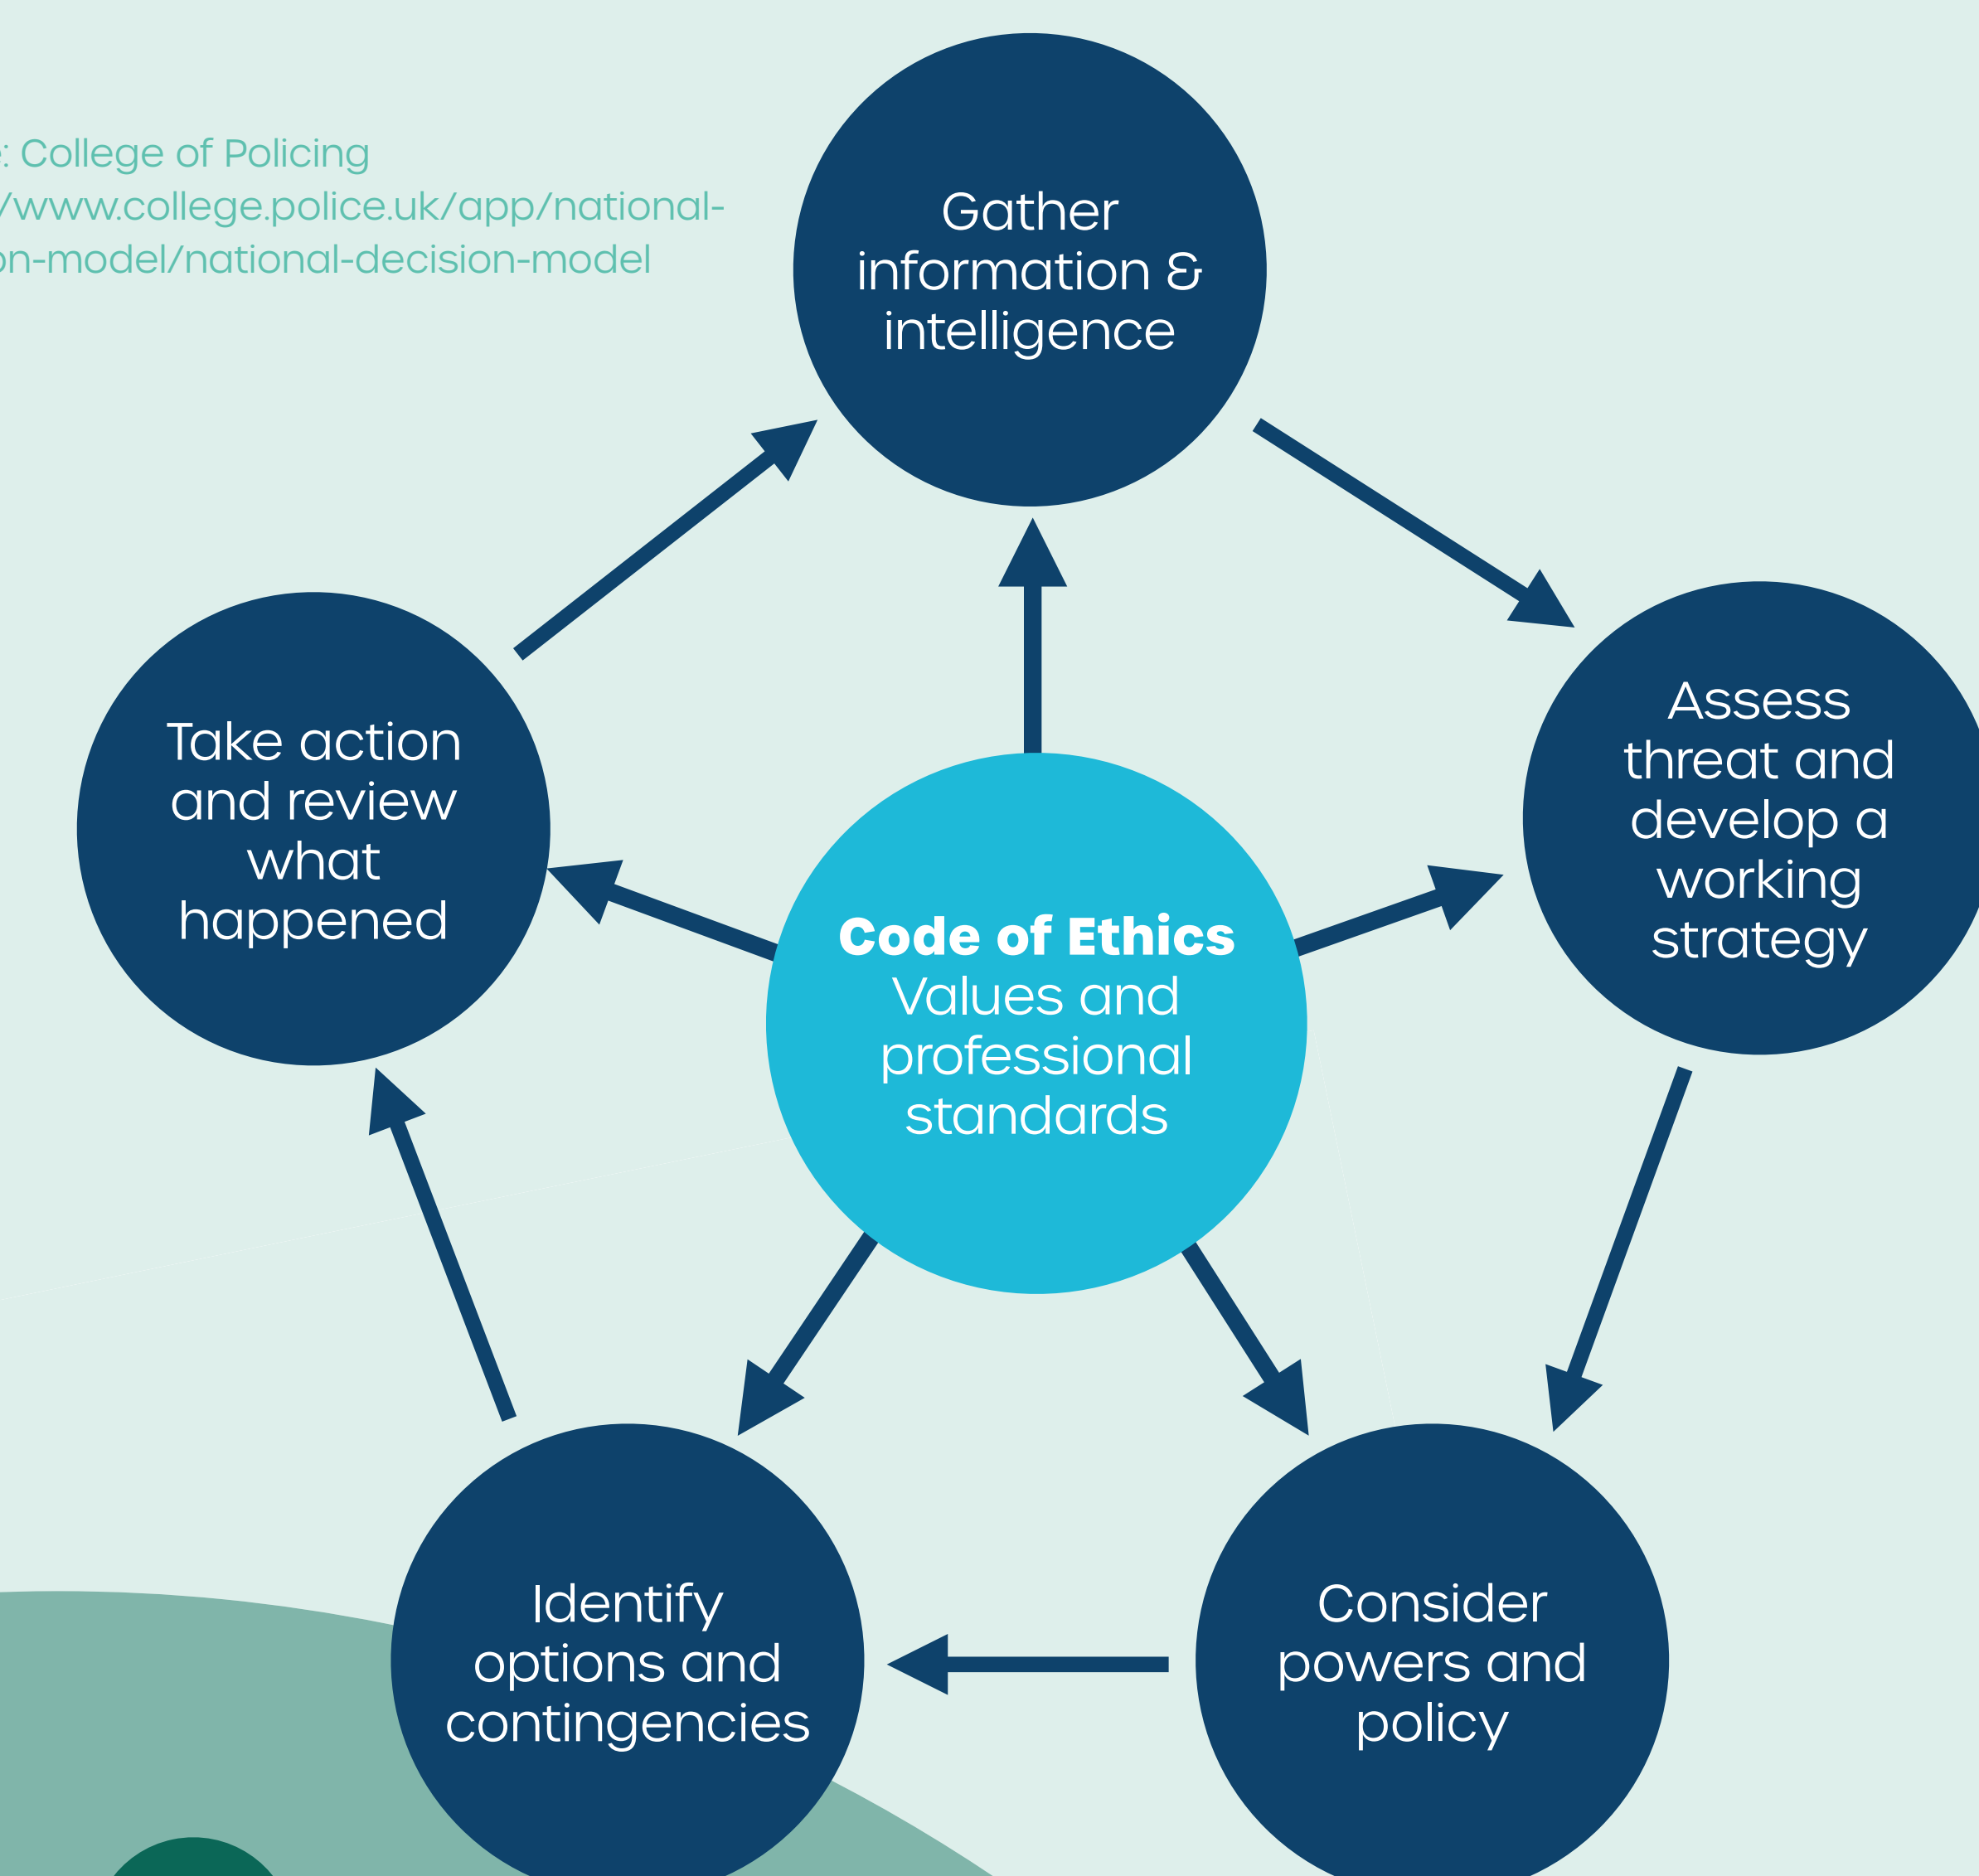 : College of Policing
/www.college.police.uk/app/national-
on-model/national-decision-model
Gather
information &
intelligence
Assess
threat and
develop a
working
strategy
Take action
and review
what
happened
Code of Ethics
Values and
professional
standards
Identify
options and
contingencies
Consider
powers and
policy